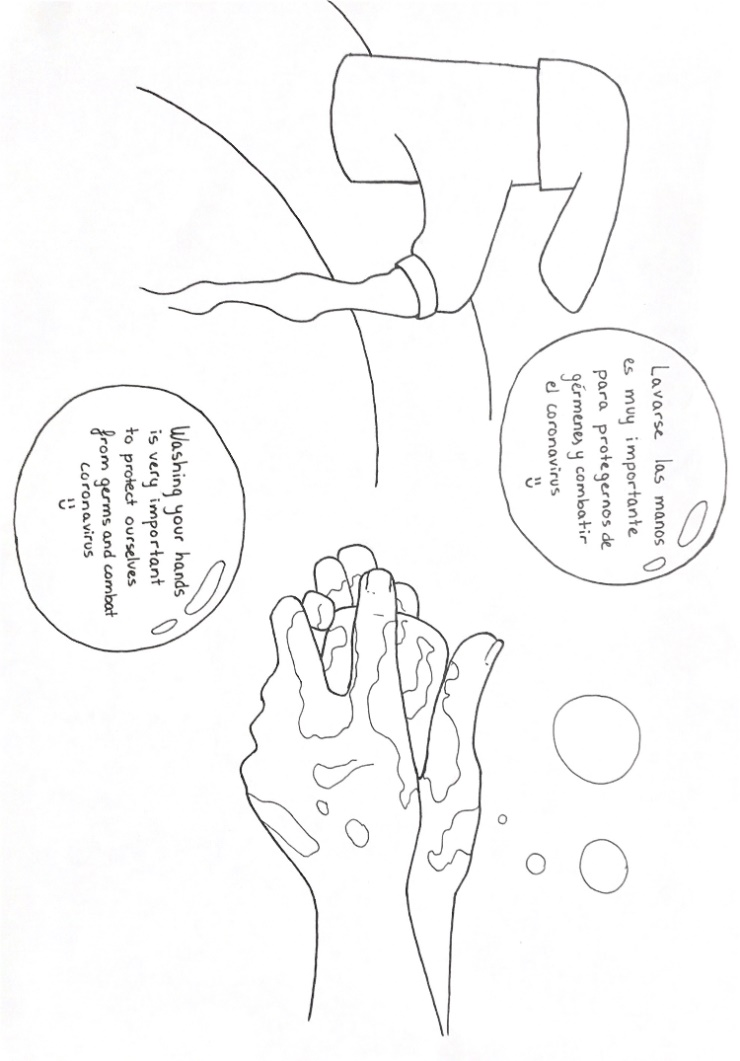 Lavarse las manos
es muy importante
para protegernos de
gérmenes y combatir
el coronavirus
Washing your hands
is very important
to protect ourselves
from germs and combat
coronavirus